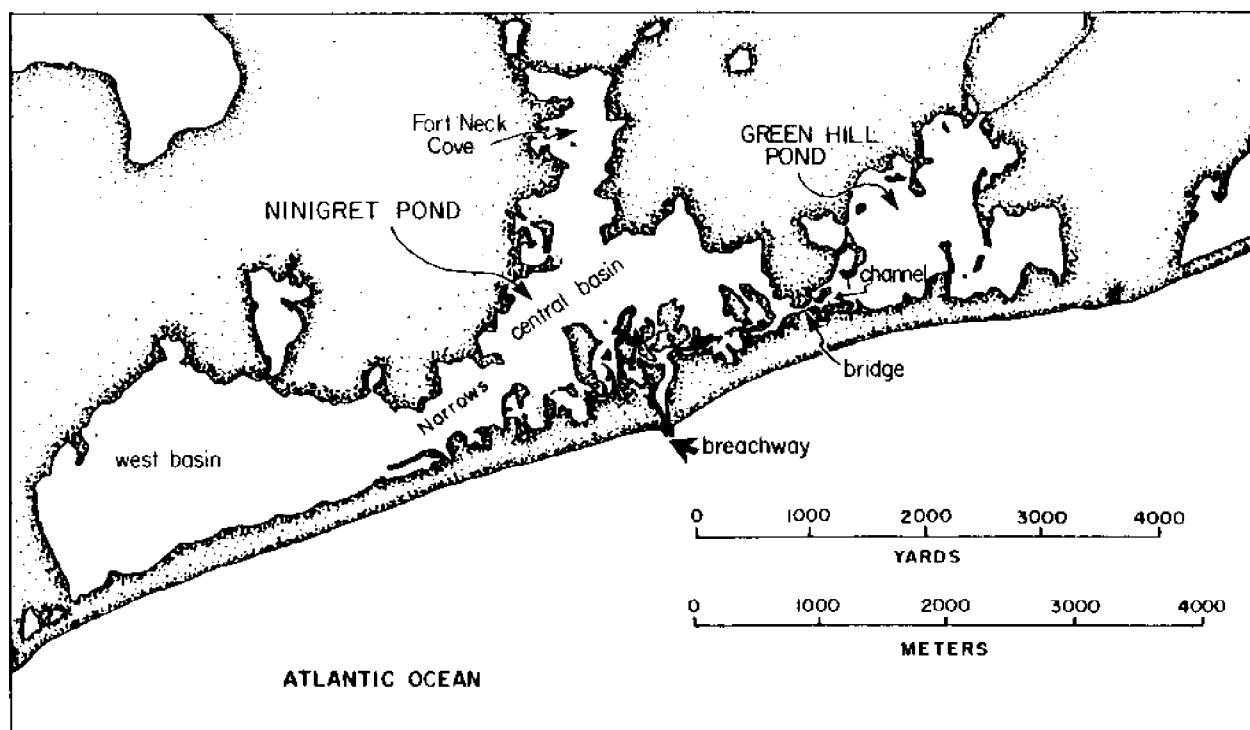 Fort Neck
Cove
GREEN HILL
POND
NINIGRET POND
central basin
channel
bridge
Narrows
west basin
breachway
0 1000 2000 3000 4000
YARDS
0 1000 2000 3000 4000
METERS
ATLANTIC OCEAN